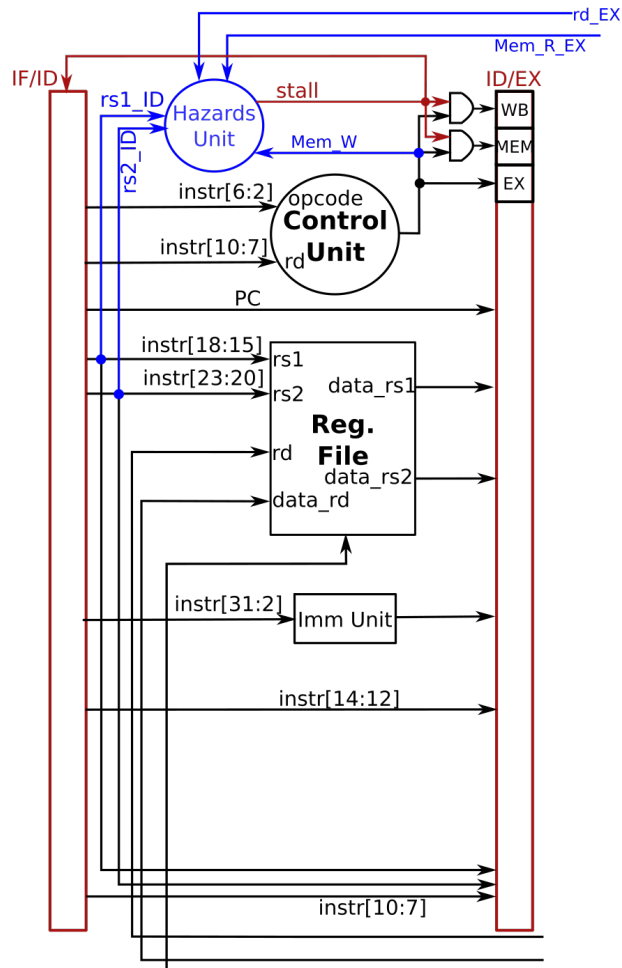 rd_EX
Mem_R_EX
IF/ID
ID/EX
rs1_ID
stall
WB
Hazards
Unit
rs2_ID
Mem_W
MEM
EX
instr[6:2]
opcode
Control
Unit
instr[10:7]
rd
PC
instr[18:15]
rs1
instr[23:20]
rs2
data_rs1
Reg.
File
rd
data_rs2
data_rd
instr[31:2]
Imm Unit
instr[14:12]
instr[10:7]